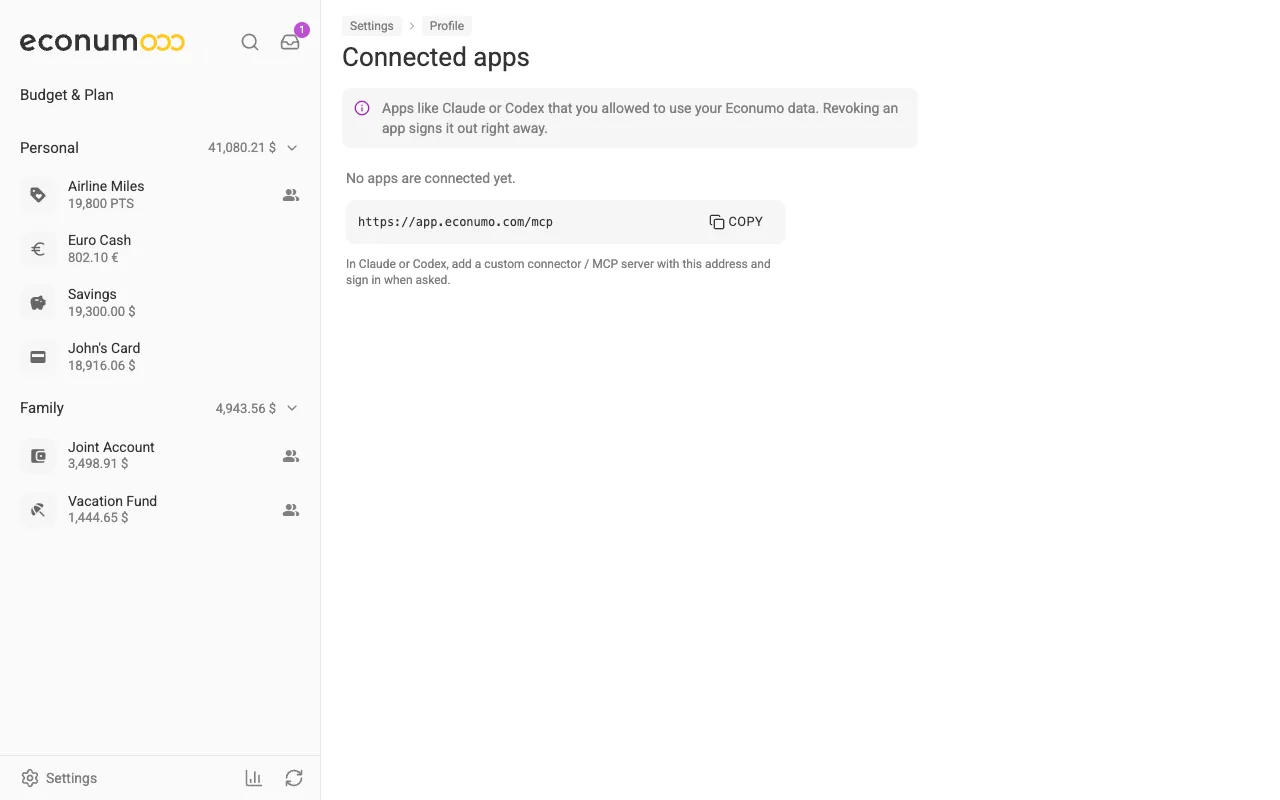 econumo
1
Budget & Plan
Personal 41,080.21 $
Airline Miles
19,800 PTS
Euro Cash
802.10 €
Savings
19,300.00 $
John's Card
18,916.06 $
Family 4,943.56 $
Joint Account
3,498.91 $
Vacation Fund
1,444.65 $
Settings
Settings > Profile
Connected apps
Apps like Claude or Codex that you allowed to use your Econumo data. Revoking an
app signs it out right away.
No apps are connected yet.
https://app.econumo.com/mcp COPY
In Claude or Codex, add a custom connector / MCP server with this address and
sign in when asked.